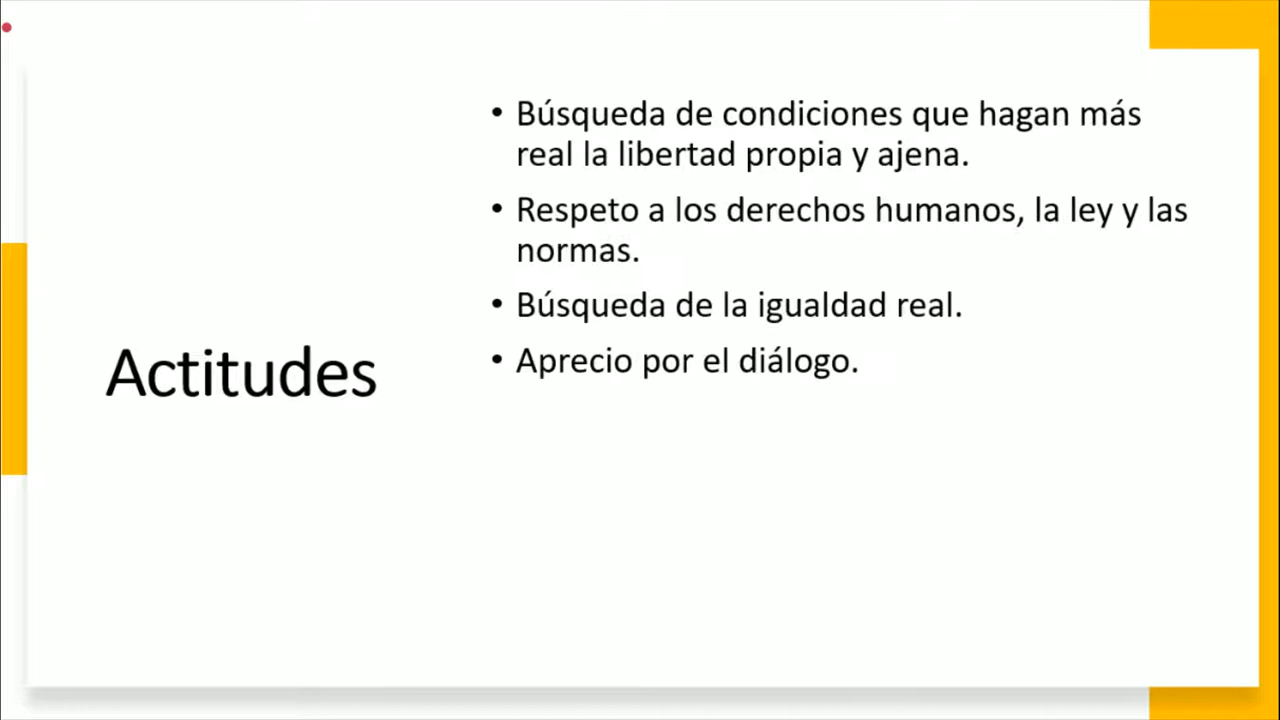 Actitudes
• Búsqueda de condiciones que hagan más
real la libertad propia y ajena.
• Respeto a los derechos humanos, la ley y las
normas.
• Búsqueda de la igualdad real.
• Aprecio por el diálogo.